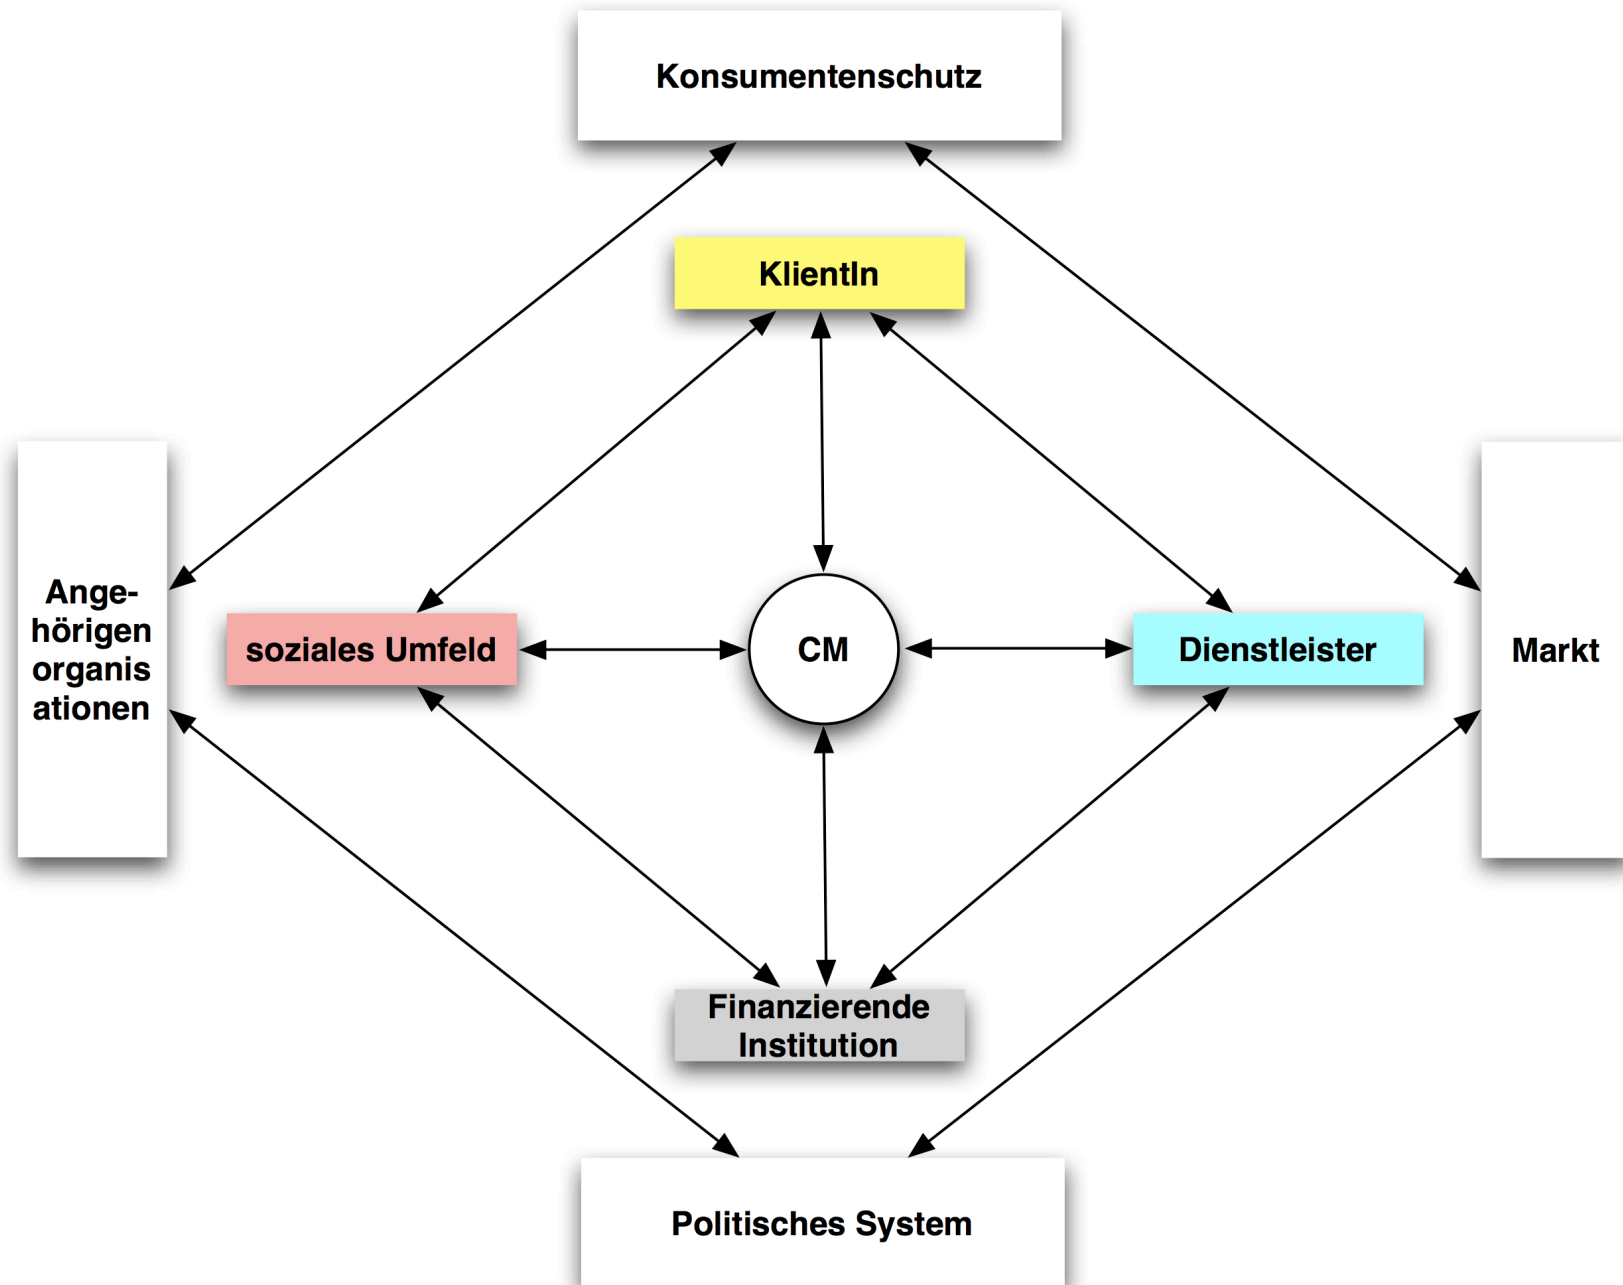 Konsumentenschutz
KlientIn
Ange-
hörigen
organis
ationen
soziales Umfeld
CM
Dienstleister
Markt
Finanzierende
Institution
Politisches System